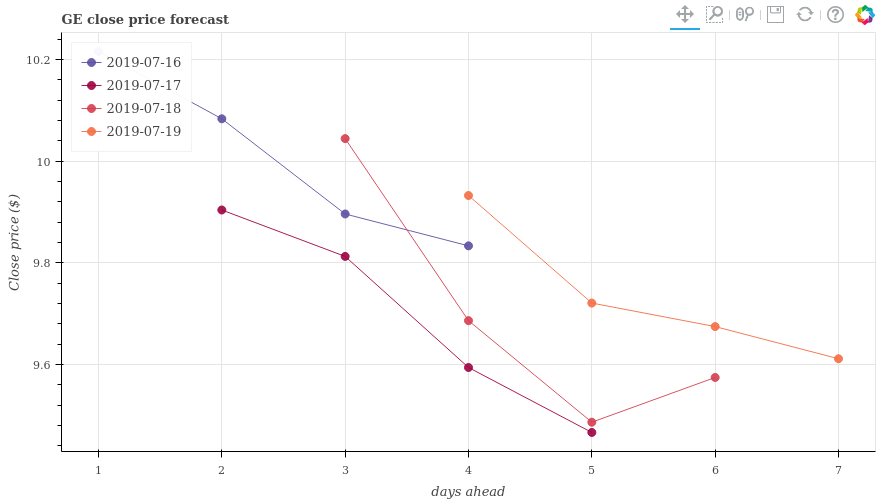 GE close price forecast
2019-07-16
2019-07-17
2019-07-18
2019-07-19
Close price ($)
10.2
10
9.8
9.6
1 2 3 4 5 6 7
days ahead